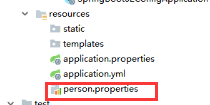 resources
static
templates
application.properties
application.yml
person.properties
test